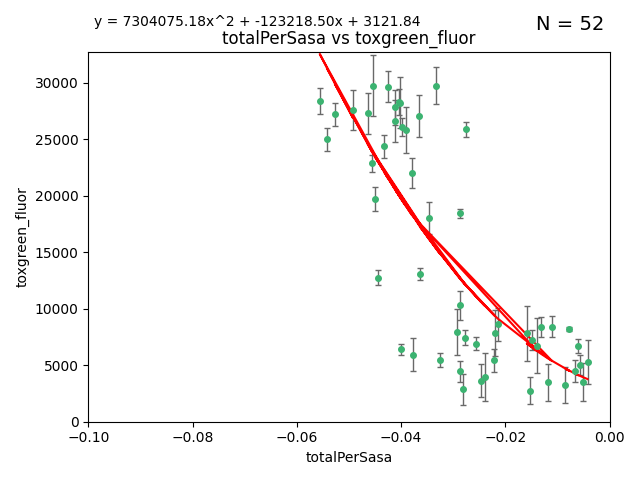 y = 7304075.18x^2 + -123218.50x + 3121.84
N = 52
totalPerSasa vs toxgreen_fluor
30000
25000
20000
15000
10000
5000
0
toxgreen_fluor
−0.10 −0.08 −0.06 −0.04 −0.02 0.00
totalPerSasa